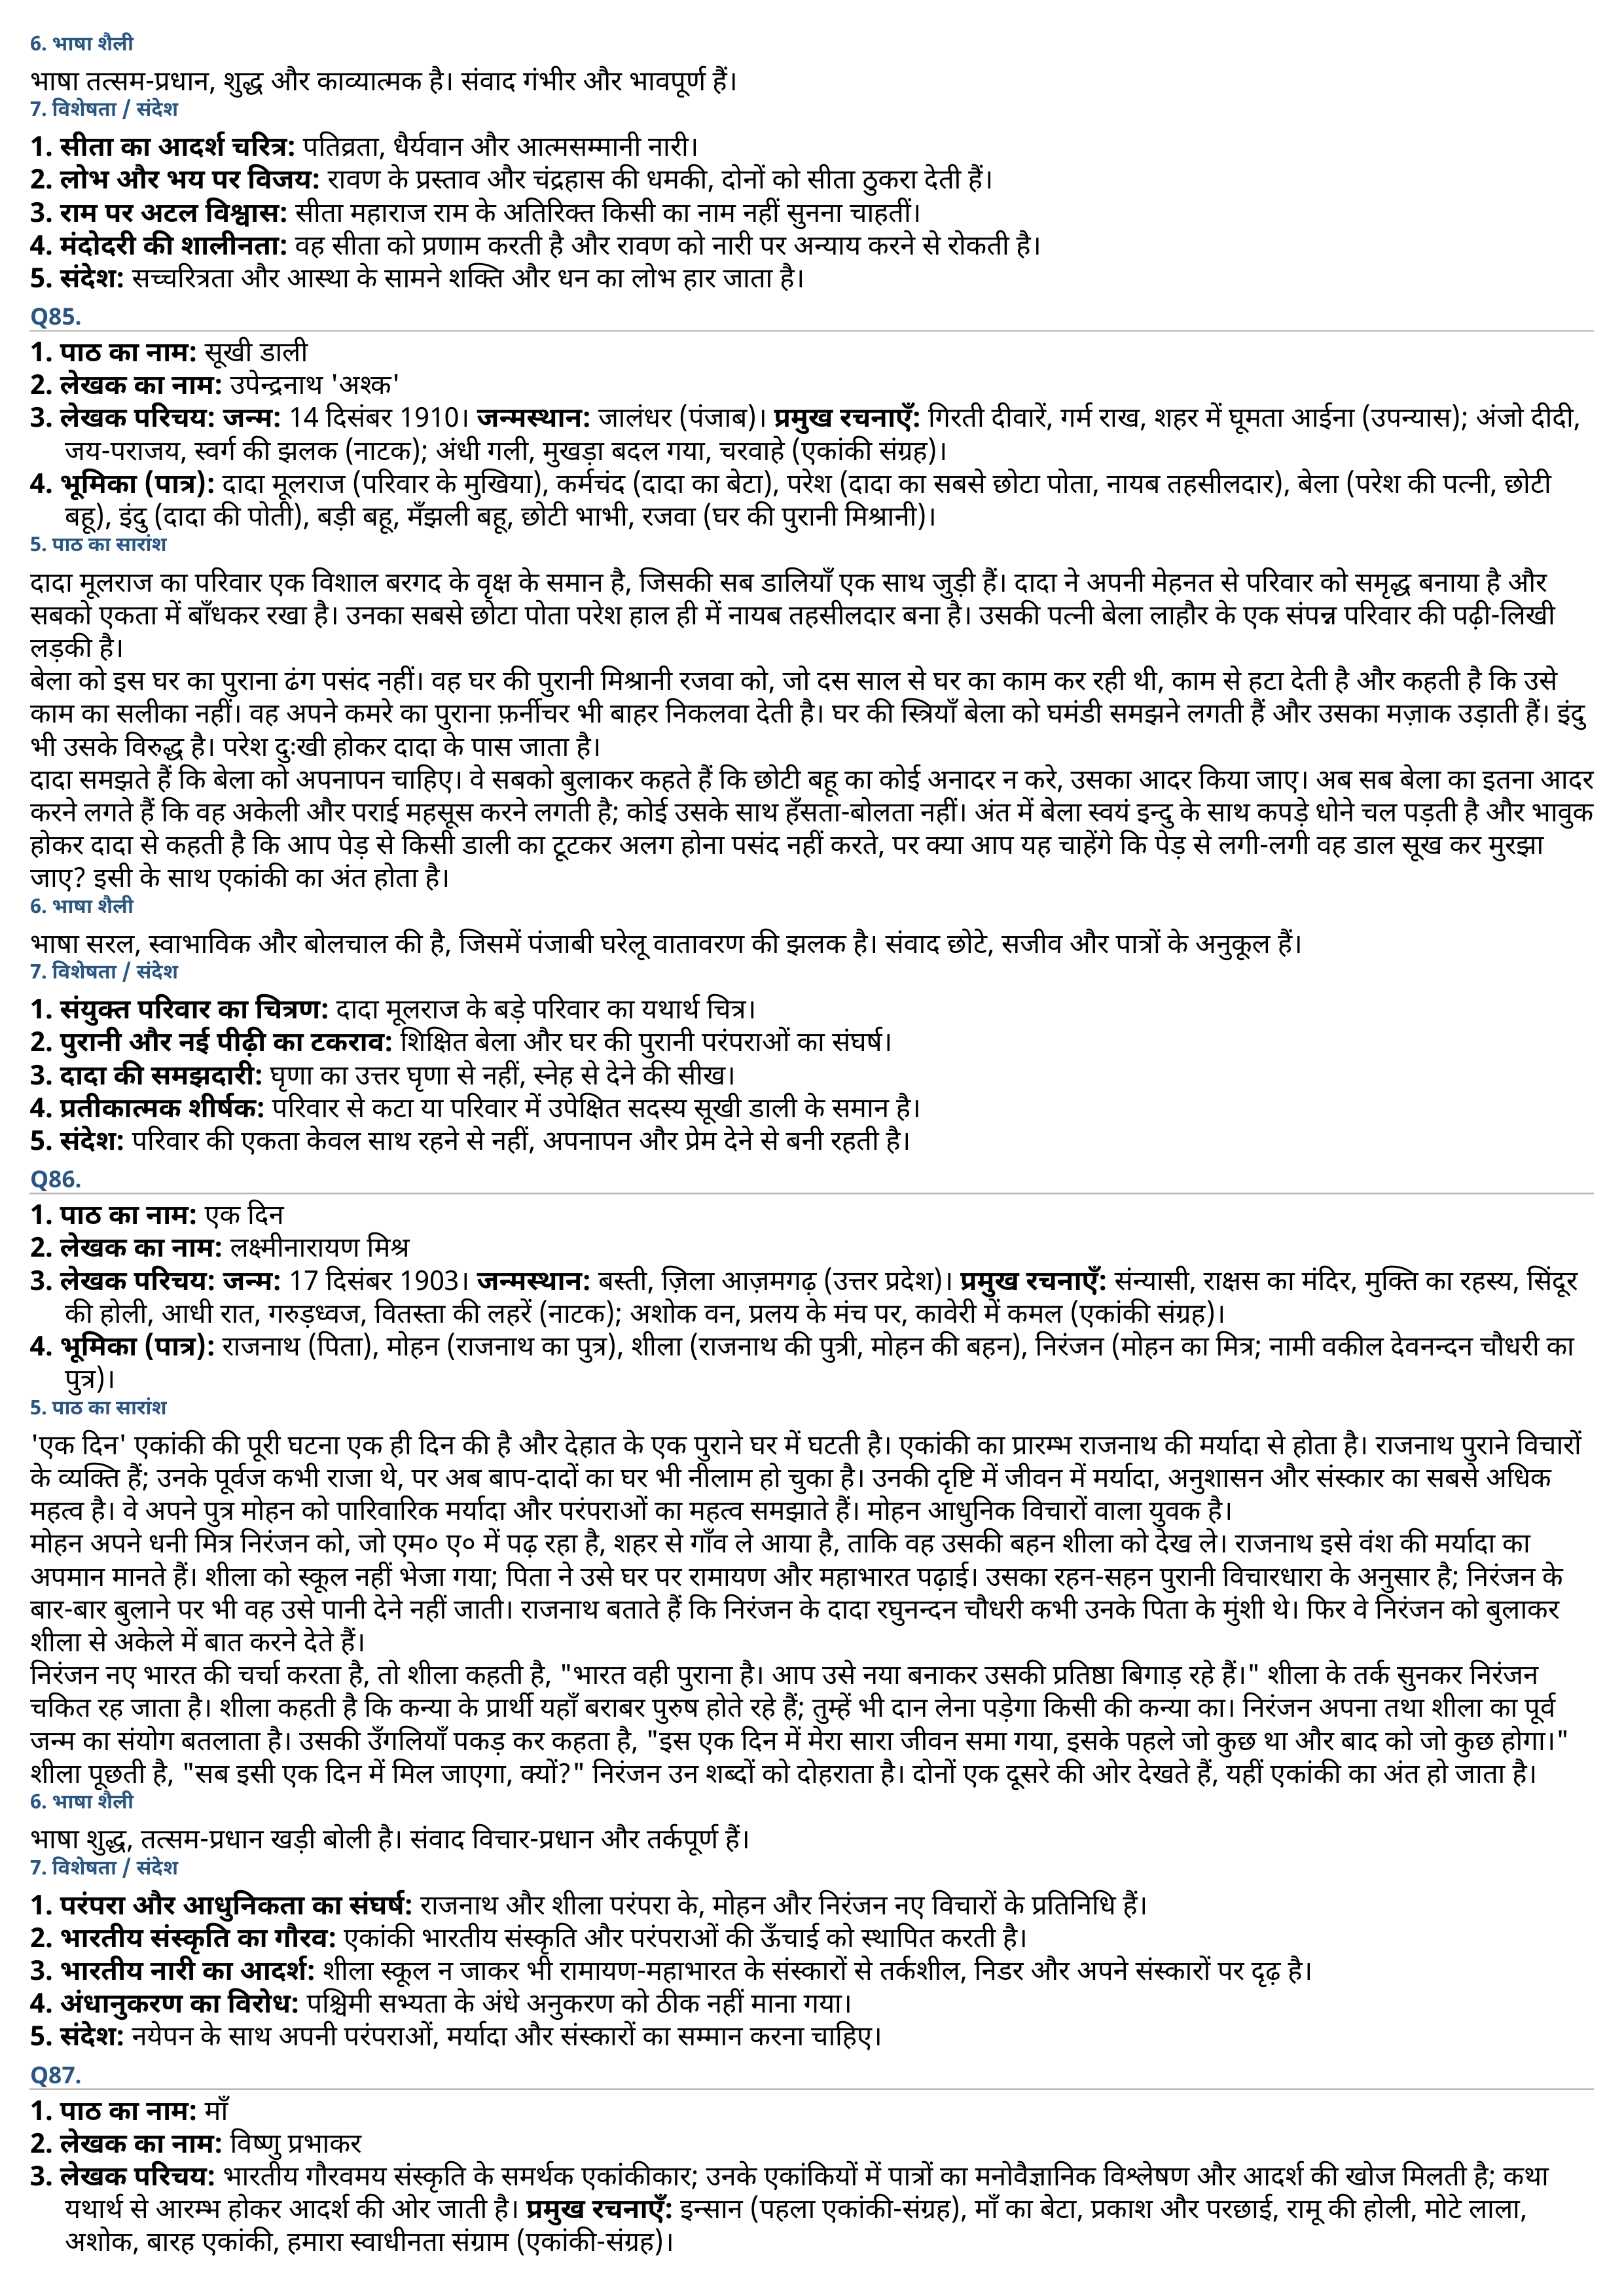 6. भाषा शैली
भाषा तत्सम-प्रधान, शुद्ध और काव्यात्मक है। संवाद गंभीर और भावपूर्ण हैं।
7. विशेषता / संदेश
1. सीता का आदर्श चरित्र: पतिव्रता, धैर्यवान और आत्मसम्मानी नारी।
2. लोभ और भय पर विजय: रावण के प्रस्ताव और चंद्रहास की धमकी, दोनों को सीता ठुकरा देती हैं।
3. राम पर अटल विश्वास: सीता महाराज राम के अतिरिक्त किसी का नाम नहीं सुनना चाहतीं।
4. मंदोदरी की शालीनता: वह सीता को प्रणाम करती है और रावण को नारी पर अन्याय करने से रोकती है।
5. संदेश: सच्चरित्रता और आस्था के सामने शक्ति और धन का लोभ हार जाता है।
Q85.
1. पाठ का नाम: सूखी डाली
2. लेखक का नाम: उपेन्द्रनाथ 'अश्क'
3. लेखक परिचय: जन्म: 14 दिसंबर 1910। जन्मस्थान: जालंधर (पंजाब)। प्रमुख रचनाएँ: गिरती दीवारें, गर्म राख, शहर में घूमता आईना (उपन्यास); अंजो दीदी,
जय-पराजय, स्वर्ग की झलक (नाटक); अंधी गली, मुखड़ा बदल गया, चरवाहे (एकांकी संग्रह)।
4. भूमिका (पात्र): दादा मूलराज (परिवार के मुखिया), कर्मचंद (दादा का बेटा), परेश (दादा का सबसे छोटा पोता, नायब तहसीलदार), बेला (परेश की पत्नी, छोटी
बहू), इंदु (दादा की पोती), बड़ी बहू, मँझली बहू, छोटी भाभी, रजवा (घर की पुरानी मिश्रानी)।
5. पाठ का सारांश
दादा मूलराज का परिवार एक विशाल बरगद के वृक्ष के समान है, जिसकी सब डालियाँ एक साथ जुड़ी हैं। दादा ने अपनी मेहनत से परिवार को समृद्ध बनाया है और
सबको एकता में बाँधकर रखा है। उनका सबसे छोटा पोता परेश हाल ही में नायब तहसीलदार बना है। उसकी पत्नी बेला लाहौर के एक संपन्न परिवार की पढ़ी-लिखी
लड़की है।
बेला को इस घर का पुराना ढंग पसंद नहीं। वह घर की पुरानी मिश्रानी रजवा को, जो दस साल से घर का काम कर रही थी, काम से हटा देती है और कहती है कि उसे
काम का सलीका नहीं। वह अपने कमरे का पुराना फ़र्नीचर भी बाहर निकलवा देती है। घर की स्त्रियाँ बेला को घमंडी समझने लगती हैं और उसका मज़ाक उड़ाती हैं। इंदु
भी उसके विरुद्ध है। परेश दुःखी होकर दादा के पास जाता है।
दादा समझते हैं कि बेला को अपनापन चाहिए। वे सबको बुलाकर कहते हैं कि छोटी बहू का कोई अनादर न करे, उसका आदर किया जाए। अब सब बेला का इतना आदर
करने लगते हैं कि वह अकेली और पराई महसूस करने लगती है; कोई उसके साथ हँसता-बोलता नहीं। अंत में बेला स्वयं इन्दु के साथ कपड़े धोने चल पड़ती है और भावुक
होकर दादा से कहती है कि आप पेड़ से किसी डाली का टूटकर अलग होना पसंद नहीं करते, पर क्या आप यह चाहेंगे कि पेड़ से लगी-लगी वह डाल सूख कर मुरझा
जाए? इसी के साथ एकांकी का अंत होता है।
6. भाषा शैली
भाषा सरल, स्वाभाविक और बोलचाल की है, जिसमें पंजाबी घरेलू वातावरण की झलक है। संवाद छोटे, सजीव और पात्रों के अनुकूल हैं।
7. विशेषता / संदेश
1. संयुक्त परिवार का चित्रण: दादा मूलराज के बड़े परिवार का यथार्थ चित्र।
2. पुरानी और नई पीढ़ी का टकराव: शिक्षित बेला और घर की पुरानी परंपराओं का संघर्ष।
3. दादा की समझदारी: घृणा का उत्तर घृणा से नहीं, स्नेह से देने की सीख।
4. प्रतीकात्मक शीर्षक: परिवार से कटा या परिवार में उपेक्षित सदस्य सूखी डाली के समान है।
5. संदेश: परिवार की एकता केवल साथ रहने से नहीं, अपनापन और प्रेम देने से बनी रहती है।
Q86.
1. पाठ का नाम: एक दिन
2. लेखक का नाम: लक्ष्मीनारायण मिश्र
3. लेखक परिचय: जन्म: 17 दिसंबर 1903। जन्मस्थान: बस्ती, ज़िला आज़मगढ़ (उत्तर प्रदेश)। प्रमुख रचनाएँ: संन्यासी, राक्षस का मंदिर, मुक्ति का रहस्य, सिंदूर
की होली, आधी रात, गरुड़ध्वज, वितस्ता की लहरें (नाटक); अशोक वन, प्रलय के मंच पर, कावेरी में कमल (एकांकी संग्रह)।
4. भूमिका (पात्र): राजनाथ (पिता), मोहन (राजनाथ का पुत्र), शीला (राजनाथ की पुत्री, मोहन की बहन), निरंजन (मोहन का मित्र; नामी वकील देवनन्दन चौधरी का
पुत्र)।
5. पाठ का सारांश
'एक दिन' एकांकी की पूरी घटना एक ही दिन की है और देहात के एक पुराने घर में घटती है। एकांकी का प्रारम्भ राजनाथ की मर्यादा से होता है। राजनाथ पुराने विचारों
के व्यक्ति हैं; उनके पूर्वज कभी राजा थे, पर अब बाप-दादों का घर भी नीलाम हो चुका है। उनकी दृष्टि में जीवन में मर्यादा, अनुशासन और संस्कार का सबसे अधिक
महत्व है। वे अपने पुत्र मोहन को पारिवारिक मर्यादा और परंपराओं का महत्व समझाते हैं। मोहन आधुनिक विचारों वाला युवक है।
मोहन अपने धनी मित्र निरंजन को, जो एम० ए० में पढ़ रहा है, शहर से गाँव ले आया है, ताकि वह उसकी बहन शीला को देख ले। राजनाथ इसे वंश की मर्यादा का
अपमान मानते हैं। शीला को स्कूल नहीं भेजा गया; पिता ने उसे घर पर रामायण और महाभारत पढ़ाई। उसका रहन-सहन पुरानी विचारधारा के अनुसार है; निरंजन के
बार-बार बुलाने पर भी वह उसे पानी देने नहीं जाती। राजनाथ बताते हैं कि निरंजन के दादा रघुनन्दन चौधरी कभी उनके पिता के मुंशी थे। फिर वे निरंजन को बुलाकर
शीला से अकेले में बात करने देते हैं।
निरंजन नए भारत की चर्चा करता है, तो शीला कहती है, "भारत वही पुराना है। आप उसे नया बनाकर उसकी प्रतिष्ठा बिगाड़ रहे हैं।" शीला के तर्क सुनकर निरंजन
चकित रह जाता है। शीला कहती है कि कन्या के प्रार्थी यहाँ बराबर पुरुष होते रहे हैं; तुम्हें भी दान लेना पड़ेगा किसी की कन्या का। निरंजन अपना तथा शीला का पूर्व
जन्म का संयोग बतलाता है। उसकी उँगलियाँ पकड़ कर कहता है, "इस एक दिन में मेरा सारा जीवन समा गया, इसके पहले जो कुछ था और बाद को जो कुछ होगा।"
शीला पूछती है, "सब इसी एक दिन में मिल जाएगा, क्यों?" निरंजन उन शब्दों को दोहराता है। दोनों एक दूसरे की ओर देखते हैं, यहीं एकांकी का अंत हो जाता है।
6. भाषा शैली
भाषा शुद्ध, तत्सम-प्रधान खड़ी बोली है। संवाद विचार-प्रधान और तर्कपूर्ण हैं।
7. विशेषता / संदेश
1. परंपरा और आधुनिकता का संघर्ष: राजनाथ और शीला परंपरा के, मोहन और निरंजन नए विचारों के प्रतिनिधि हैं।
2. भारतीय संस्कृति का गौरव: एकांकी भारतीय संस्कृति और परंपराओं की ऊँचाई को स्थापित करती है।
3. भारतीय नारी का आदर्श: शीला स्कूल न जाकर भी रामायण-महाभारत के संस्कारों से तर्कशील, निडर और अपने संस्कारों पर दृढ़ है।
4. अंधानुकरण का विरोध: पश्चिमी सभ्यता के अंधे अनुकरण को ठीक नहीं माना गया।
5. संदेश: नयेपन के साथ अपनी परंपराओं, मर्यादा और संस्कारों का सम्मान करना चाहिए।
Q87.
1. पाठ का नाम: माँ
2. लेखक का नाम: विष्णु प्रभाकर
3. लेखक परिचय: भारतीय गौरवमय संस्कृति के समर्थक एकांकीकार; उनके एकांकियों में पात्रों का मनोवैज्ञानिक विश्लेषण और आदर्श की खोज मिलती है; कथा
यथार्थ से आरम्भ होकर आदर्श की ओर जाती है। प्रमुख रचनाएँ: इन्सान (पहला एकांकी-संग्रह), माँ का बेटा, प्रकाश और परछाई, रामू की होली, मोटे लाला,
अशोक, बारह एकांकी, हमारा स्वाधीनता संग्राम (एकांकी-संग्रह)।